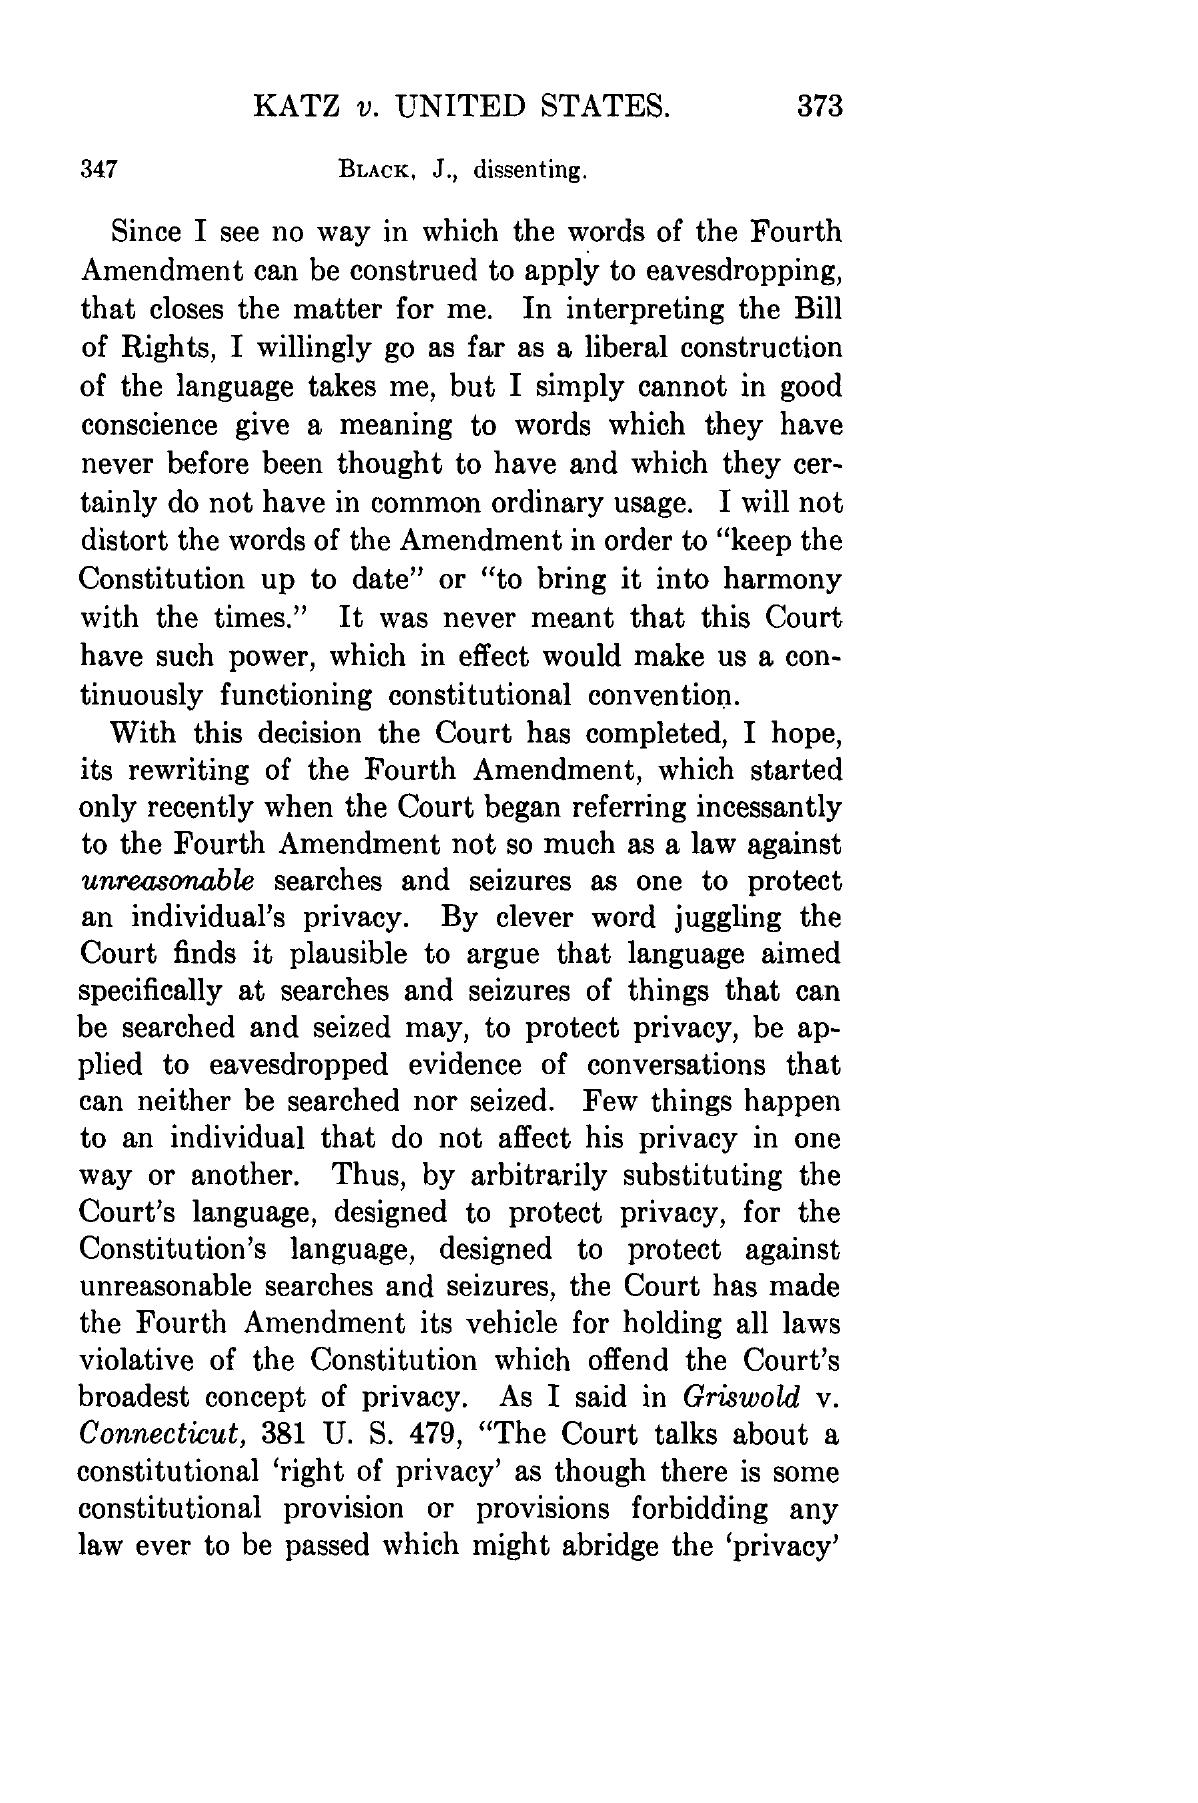 KATZ v. UNITED STATES. 373
347 BLACK, J., dissenting.
Since I see no way in which the words of the Fourth
Amendment can be construed to apply to eavesdropping,
that closes the matter for me. In interpreting the Bill
of Rights, I willingly go as far as a liberal construction
of the language takes me, but I simply cannot in good
conscience give a meaning to words which they have
never before been thought to have and which they cer-
tainly do not have in common ordinary usage. I will not
distort the words of the Amendment in order to “keep the
Constitution up to date” or “to bring it into harmony
with the times.” It was never meant that this Court
have such power, which in effect would make us a con-
tinuously functioning constitutional convention.
With this decision the Court has completed, I hope,
its rewriting of the Fourth Amendment, which started
only recently when the Court began referring incessantly
to the Fourth Amendment not so much as a law against
unreasonable searches and seizures as one to protect
an individual’s privacy. By clever word juggling the
Court finds it plausible to argue that language aimed
specifically at searches and seizures of things that can
be searched and seized may, to protect privacy, be ap-
plied to eavesdropped evidence of conversations that
can neither be searched nor seized. Few things happen
to an individual that do not affect his privacy in one
way or another. Thus, by arbitrarily substituting the
Court’s language, designed to protect privacy, for the
Constitution’s language, designed to protect against
unreasonable searches and seizures, the Court has made
the Fourth Amendment its vehicle for holding all laws
violative of the Constitution which offend the Court’s
broadest concept of privacy. As I said in Griswold v.
Connecticut, 381 U. S. 479, “The Court talks about a
constitutional ‘right of privacy’ as though there is some
constitutional provision or provisions forbidding any
law ever to be passed which might abridge the ‘privacy’